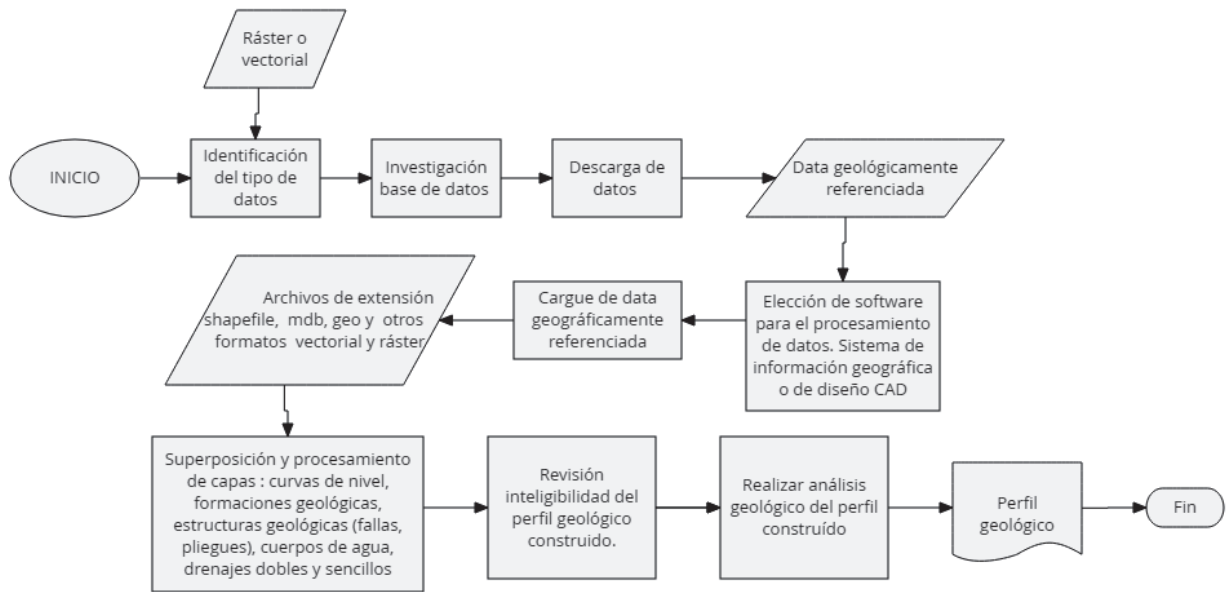 Ráster o
vectorial
INICIO
Identificación
del tipo de
datos
Investigación
base de datos
Descarga de
datos
Data geológicamente
referenciada
Elección de software
para el procesamiento
de datos. Sistema de
información geográfica
o de diseño CAD
Cargue de data
geográficamente
referenciada
Archivos de extensión
shapefile, mdb, geo y otros
formatos vectorial y ráster
Superposición y procesamiento
de capas : curvas de nivel,
formaciones geológicas,
estructuras geológicas (fallas,
pliegues), cuerpos de agua,
drenajes dobles y sencillos
Revisión
inteligibilidad del
perfil geológico
construido.
Realizar análisis
geológico del perfil
construído
Perfil
geológico
Fin